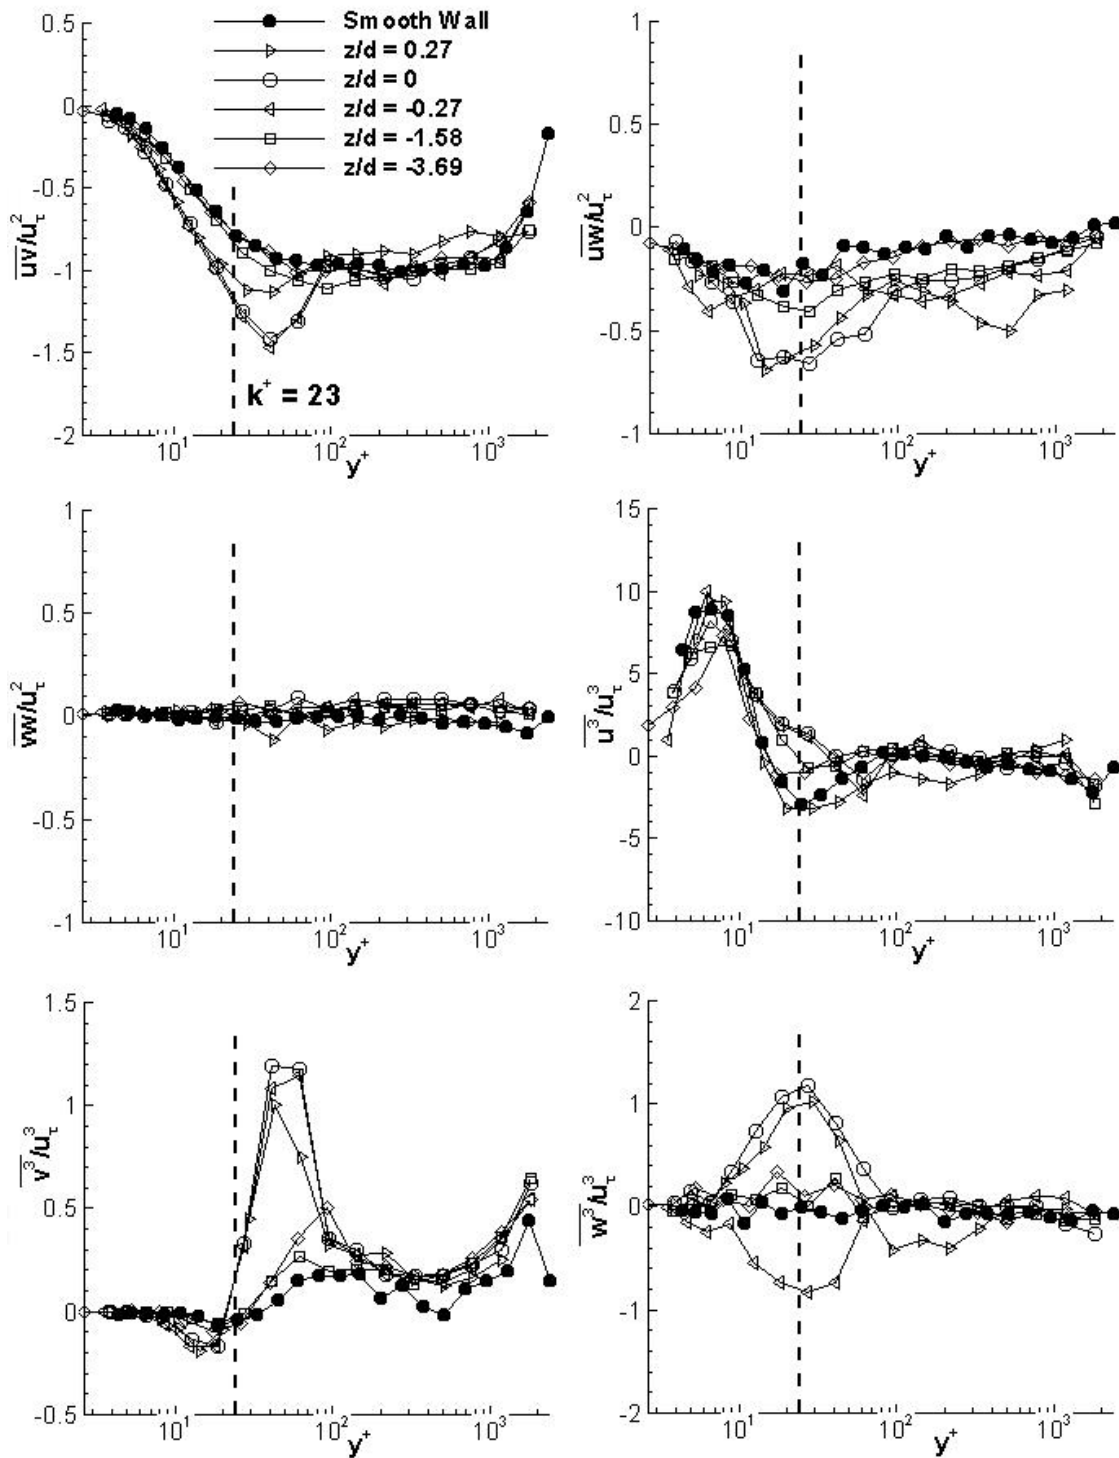 Smooth Wall
z/d = 0.27
z/d = 0
z/d = -0.27
z/d = -1.58
z/d = -3.69
0.5
0
-0.5
-1
-1.5
-2
uv/u²τ
k⁺ = 23
10¹
10²
10³
y⁺
1
0.5
0
-0.5
-1
uw/u²τ
10¹
10²
10³
y⁺
1
0.5
0
-0.5
-1
vw/u²τ
10¹
10²
10³
y⁺
15
10
5
0
-5
-10
u³/u³τ
10¹
10²
10³
y⁺
1.5
1
0.5
0
-0.5
v³/u³τ
10¹
10²
10³
y⁺
2
1
0
-1
-2
w³/u³τ
10¹
10²
10³
y⁺